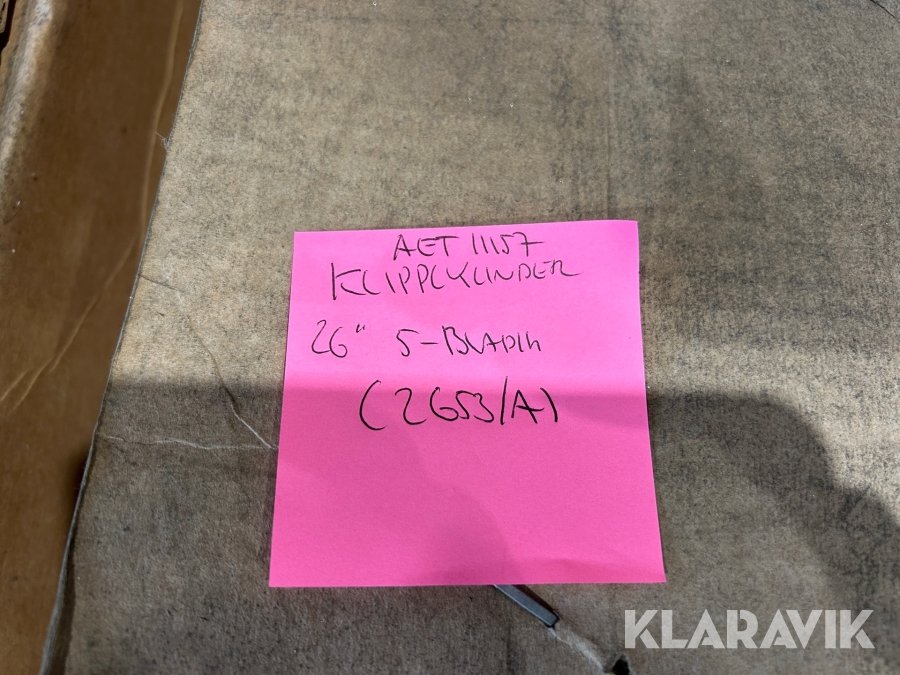 AET 11157
KLIPPCYLINDER
26" 5-BLADIG
(2653/A)
KLARAVIK